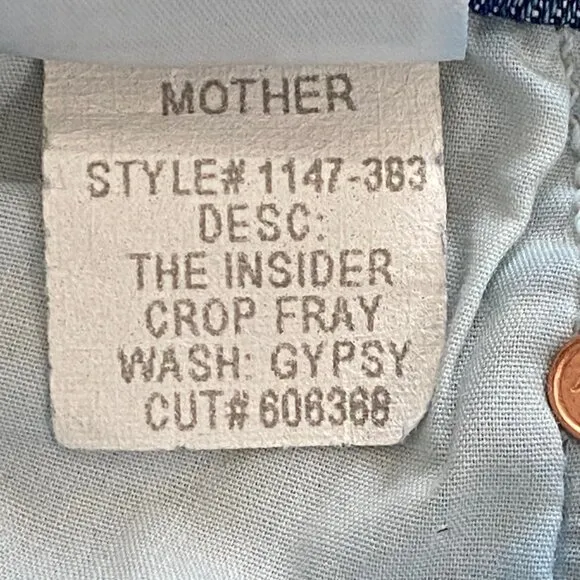 MOTHER
STYLE# 1147-383
DESC:
THE INSIDER
CROP FRAY
WASH: GYPSY
CUT# 606368